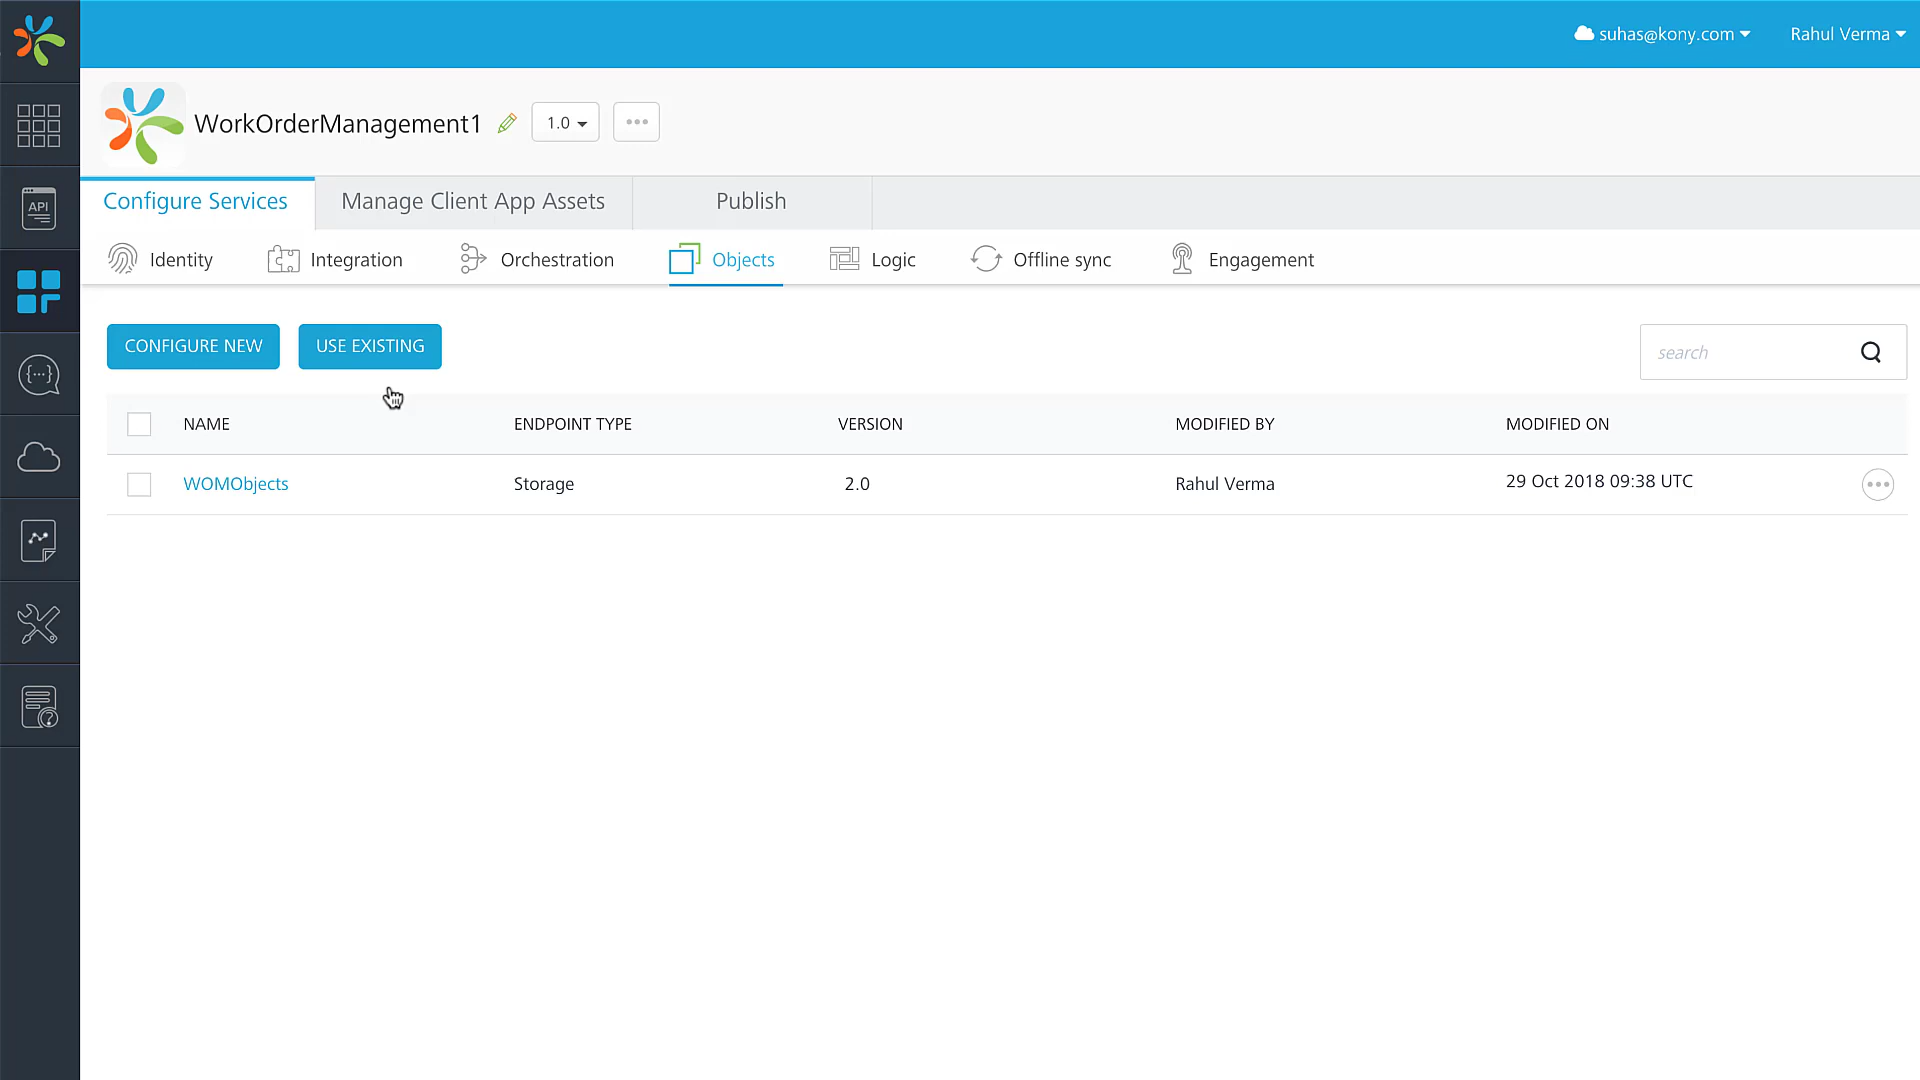 suhas@kony.com Rahul Verma
WorkOrderManagement1 1.0
Configure Services Manage Client App Assets Publish
API
Identity Integration Orchestration Objects Logic Offline sync Engagement
CONFIGURE NEW USE EXISTING search
NAME ENDPOINT TYPE VERSION MODIFIED BY MODIFIED ON
WOMObjects Storage 2.0 Rahul Verma 29 Oct 2018 09:38 UTC